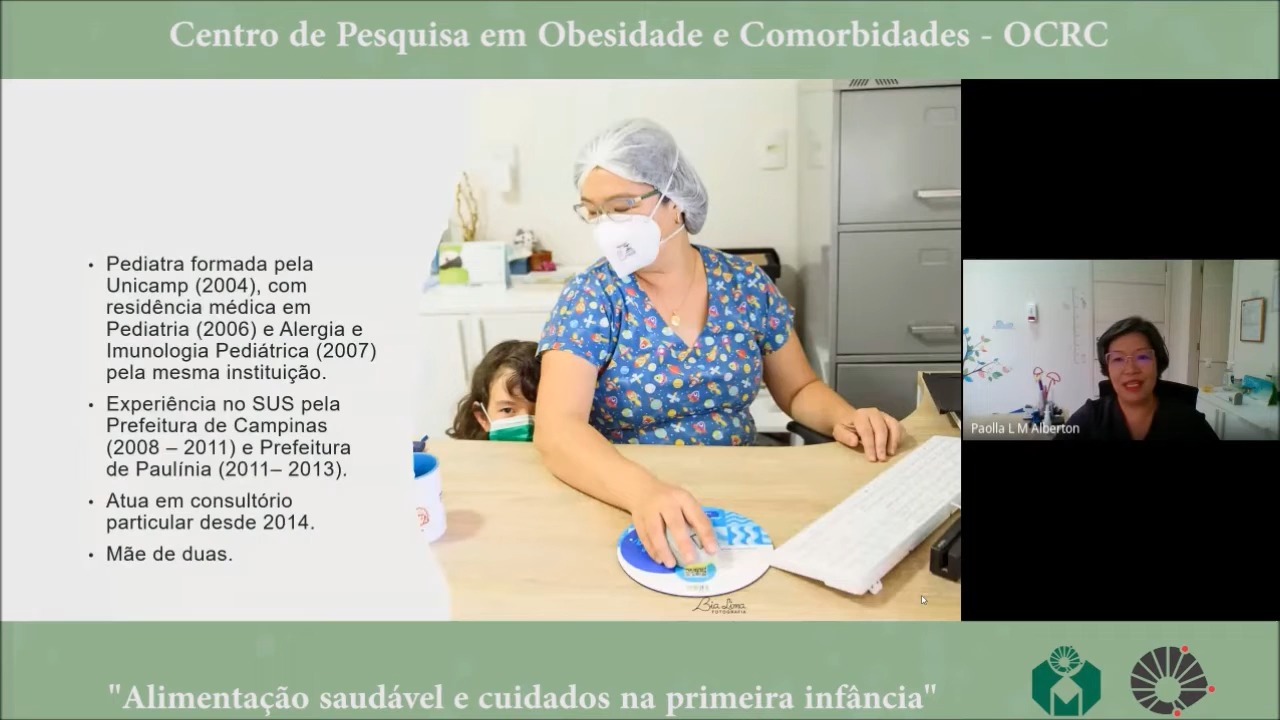 Centro de Pesquisa em Obesidade e Comorbidades - OCRC
• Pediatra formada pela
Unicamp (2004), com
residência médica em
Pediatria (2006) e Alergia e
Imunologia Pediátrica (2007)
pela mesma instituição.
• Experiência no SUS pela
Prefeitura de Campinas
(2008 – 2011) e Prefeitura
de Paulínia (2011– 2013).
• Atua em consultório
particular desde 2014.
• Mãe de duas.
Bia Lima
FOTOGRAFIA
Paolla L M Alberton
"Alimentação saudável e cuidados na primeira infância"